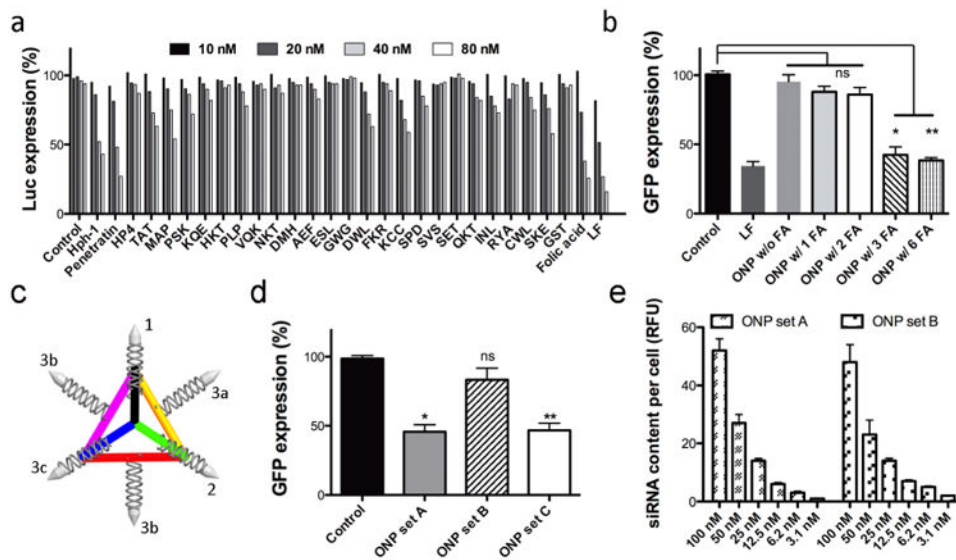 a
Luc expression (%)
100
50
0
10 nM
20 nM
40 nM
80 nM
Control
Hph-1
Penetratin
HP4
TAT
MAP
PSK
KQE
HKT
PLP
VQK
NKT
DMH
AEF
ESL
GWG
DWL
FKR
KCC
SPD
SVS
SET
QKT
INL
RYA
CWL
SKE
GST
Folic acid
LF
b
GFP expression (%)
100
50
0
ns
*
**
Control
LF
ONP w/o FA
ONP w/ 1 FA
ONP w/ 2 FA
ONP w/ 3 FA
ONP w/ 6 FA
c
1
3b
3a
3c
2
3b
d
GFP expression (%)
100
50
0
*
ns
**
Control
ONP set A
ONP set B
ONP set C
e
siRNA content per cell (RFU)
60
40
20
0
ONP set A
ONP set B
100 nM
50 nM
25 nM
12.5 nM
6.2 nM
3.1 nM
100 nM
50 nM
25 nM
12.5 nM
6.2 nM
3.1 nM